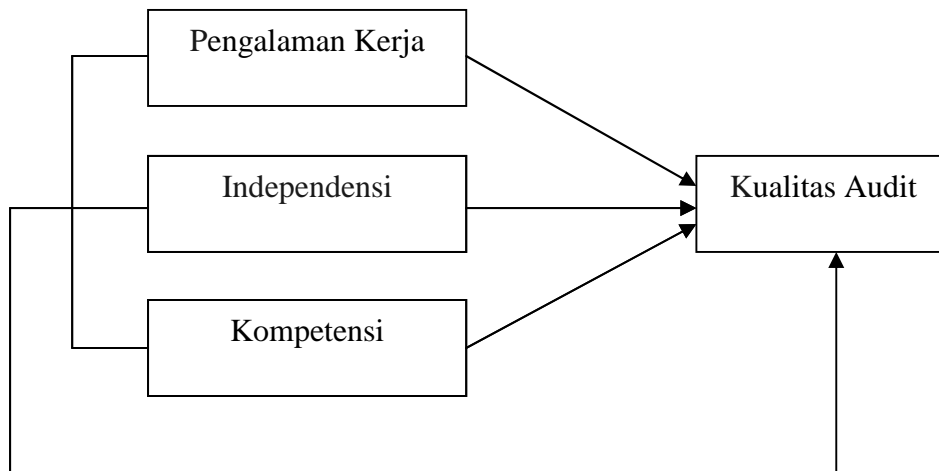 Pengalaman Kerja
Independensi
Kualitas Audit
Kompetensi